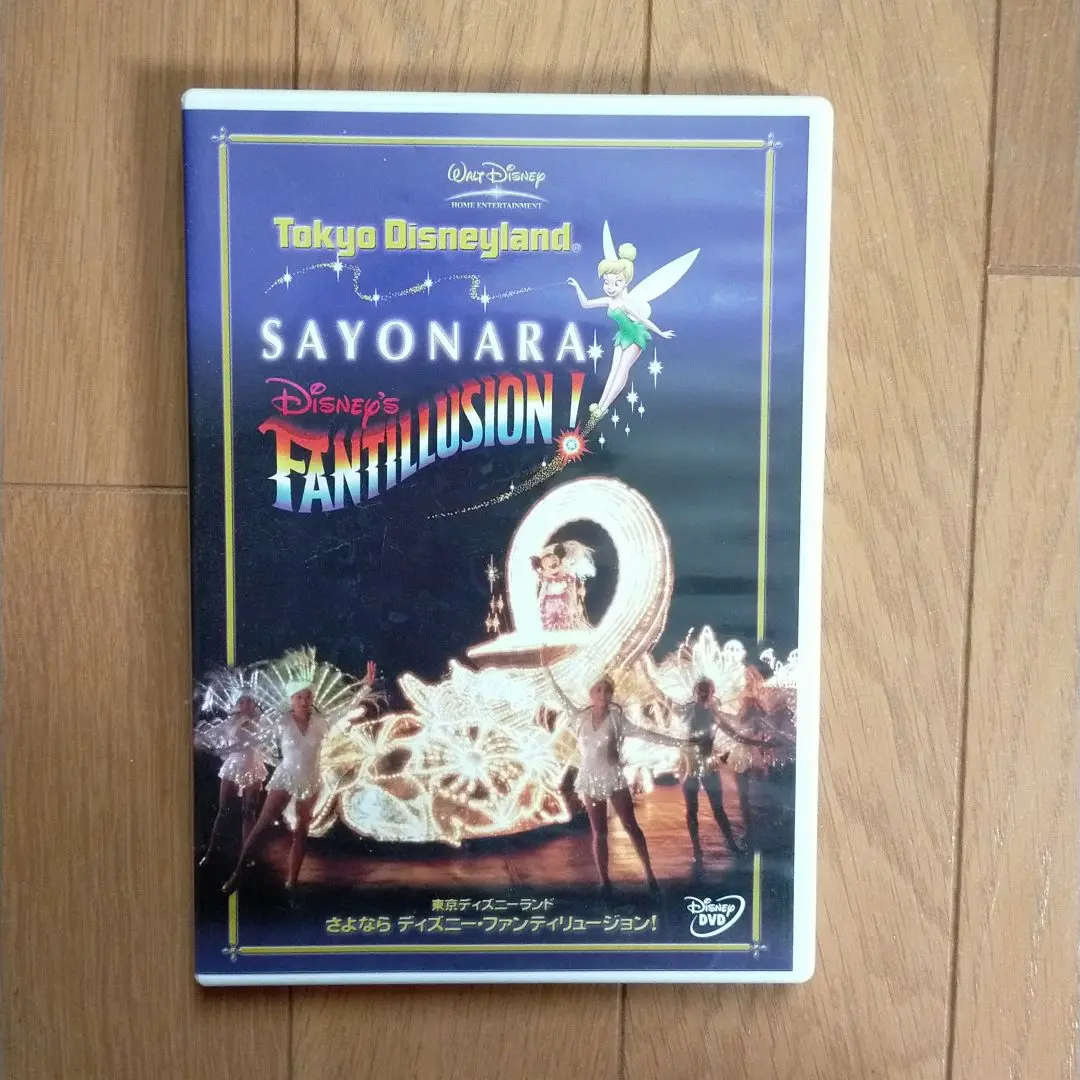 WALT DISNEY
HOME ENTERTAINMENT
Tokyo Disneyland®
SAYONARA
DISNEY'S
FANTILLUSION!
東京ディズニーランド
さよなら ディズニー・ファンティリュージョン!
DISNEY
DVD